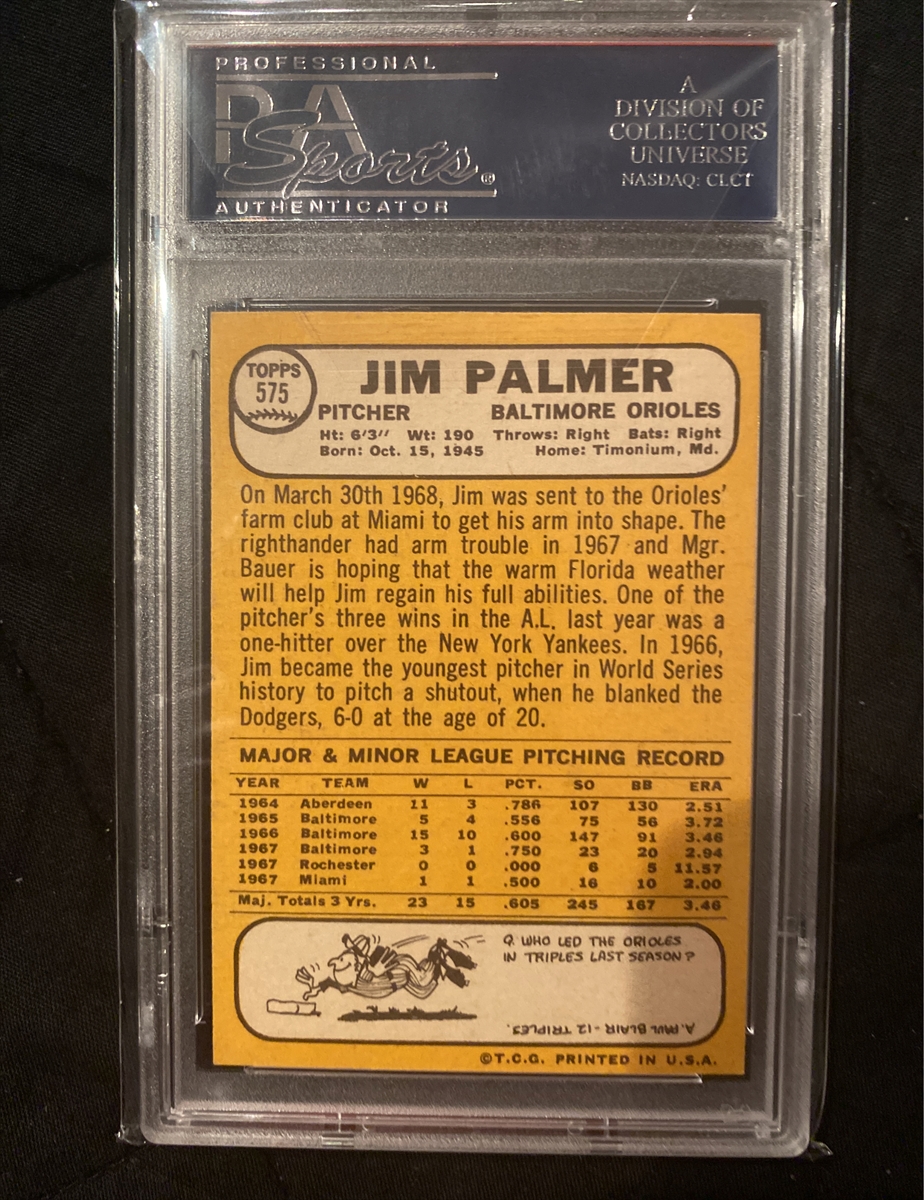 PROFESSIONAL
PSA
Sports®
AUTHENTICATOR
A
DIVISION OF
COLLECTORS
UNIVERSE
NASDAQ: CLCT
TOPPS
575
JIM PALMER
PITCHER BALTIMORE ORIOLES
Ht: 6'3" Wt: 190 Throws: Right Bats: Right
Born: Oct. 15, 1945 Home: Timonium, Md.
On March 30th 1968, Jim was sent to the Orioles'
farm club at Miami to get his arm into shape. The
righthander had arm trouble in 1967 and Mgr.
Bauer is hoping that the warm Florida weather
will help Jim regain his full abilities. One of the
pitcher's three wins in the A.L. last year was a
one-hitter over the New York Yankees. In 1966,
Jim became the youngest pitcher in World Series
history to pitch a shutout, when he blanked the
Dodgers, 6-0 at the age of 20.
MAJOR & MINOR LEAGUE PITCHING RECORD
YEAR TEAM W L PCT. SO BB ERA
1964 Aberdeen 11 3 .786 107 130 2.51
1965 Baltimore 5 4 .556 75 56 3.72
1966 Baltimore 15 10 .600 147 91 3.46
1967 Baltimore 3 1 .750 23 20 2.94
1967 Rochester 0 0 .000 6 5 11.57
1967 Miami 1 1 .500 16 10 2.00
Maj. Totals 3 Yrs. 23 15 .605 245 167 3.46
Q. WHO LED THE ORIOLES
IN TRIPLES LAST SEASON?
A. PAUL BLAIR-12 TRIPLES.
©T.C.G. PRINTED IN U.S.A.